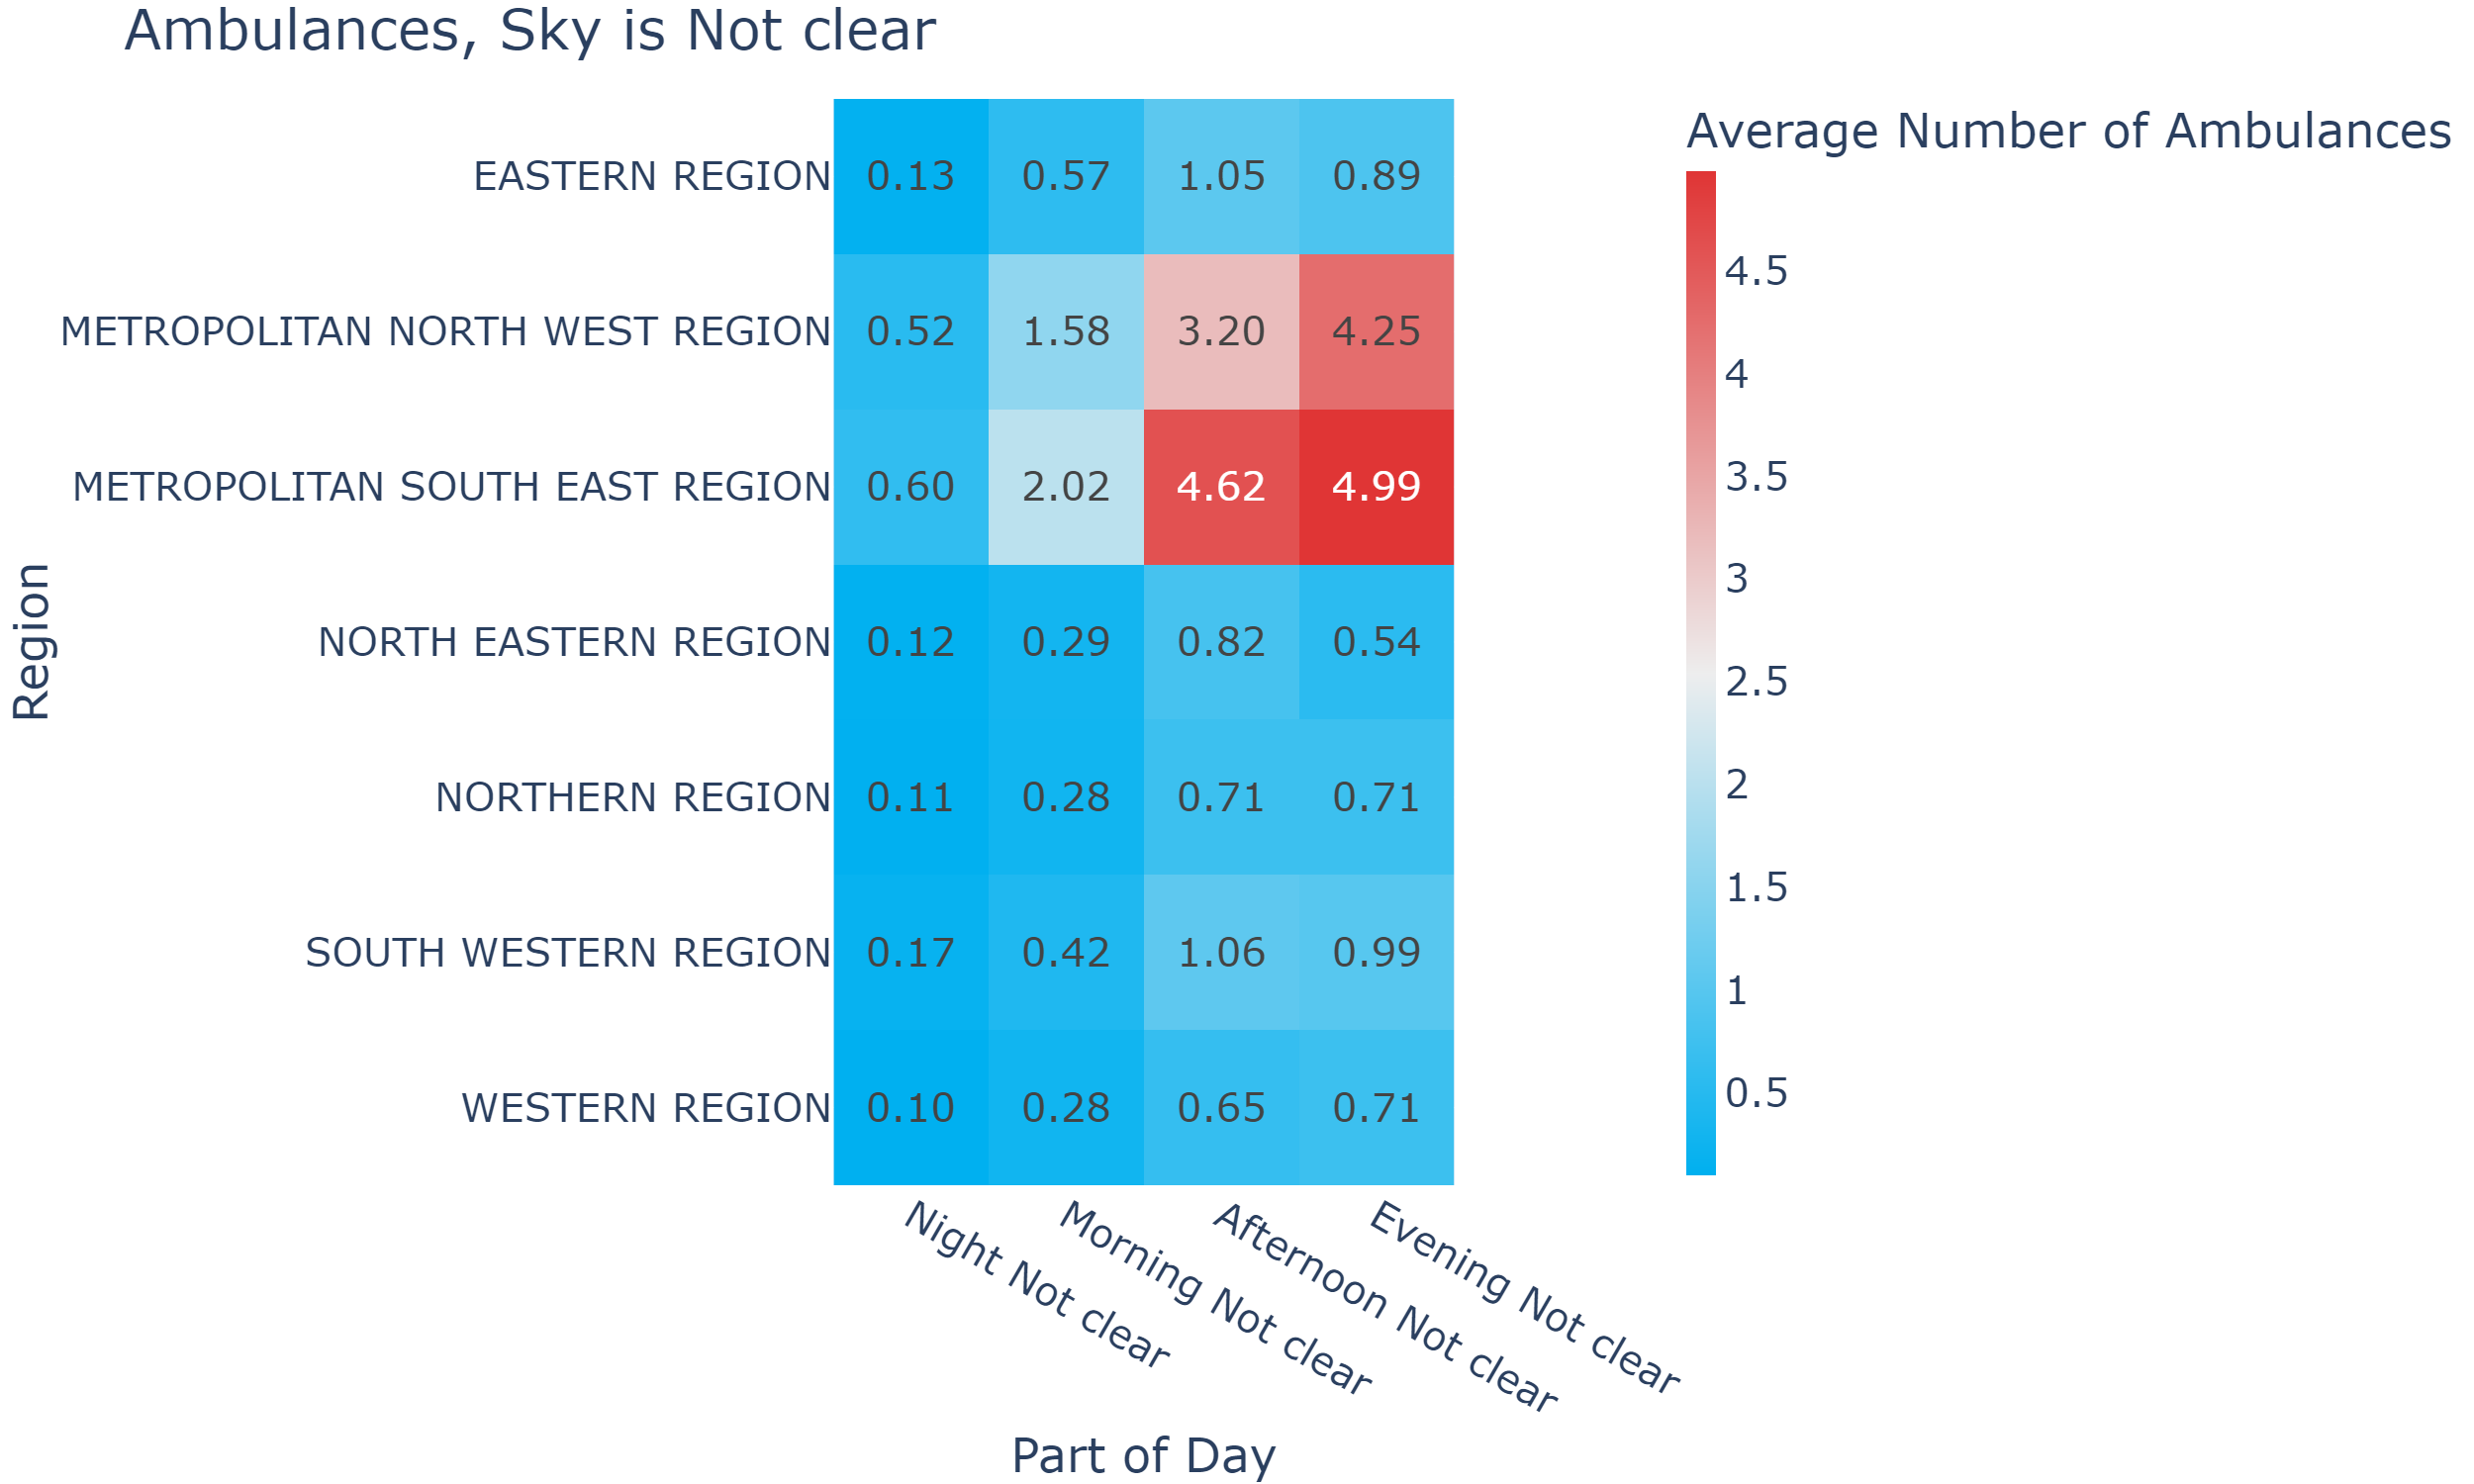 Ambulances, Sky is Not clear
Average Number of Ambulances
EASTERN REGION 0.13 0.57 1.05 0.89
METROPOLITAN NORTH WEST REGION 0.52 1.58 3.20 4.25
METROPOLITAN SOUTH EAST REGION 0.60 2.02 4.62 4.99
NORTH EASTERN REGION 0.12 0.29 0.82 0.54
NORTHERN REGION 0.11 0.28 0.71 0.71
SOUTH WESTERN REGION 0.17 0.42 1.06 0.99
WESTERN REGION 0.10 0.28 0.65 0.71
Region
Night Not clear
Morning Not clear
Afternoon Not clear
Evening Not clear
Part of Day
4.5
4
3.5
3
2.5
2
1.5
1
0.5